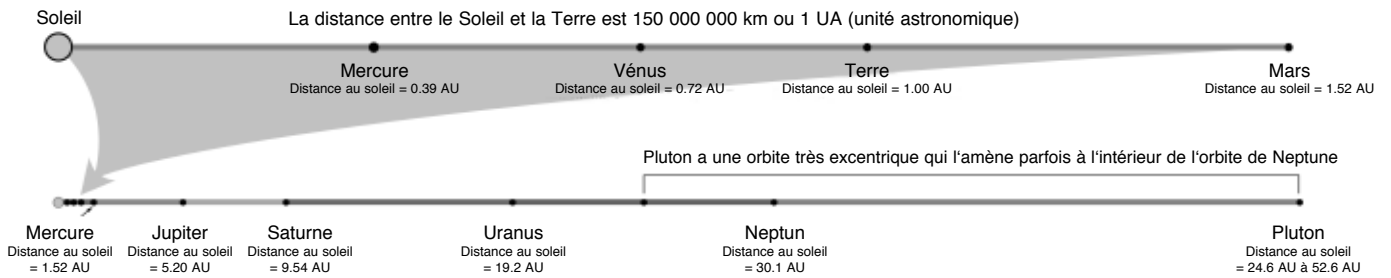 Soleil
La distance entre le Soleil et la Terre est 150 000 000 km ou 1 UA (unité astronomique)
Mercure
Distance au soleil = 0.39 AU
Vénus
Distance au soleil = 0.72 AU
Terre
Distance au soleil = 1.00 AU
Mars
Distance au soleil = 1.52 AU
Pluton a une orbite très excentrique qui l‘amène parfois à l‘intérieur de l‘orbite de Neptune
Mercure
Distance au soleil
= 1.52 AU
Jupiter
Distance au soleil
= 5.20 AU
Saturne
Distance au soleil
= 9.54 AU
Uranus
Distance au soleil
= 19.2 AU
Neptun
Distance au soleil
= 30.1 AU
Pluton
Distance au soleil
= 24.6 AU à 52.6 AU